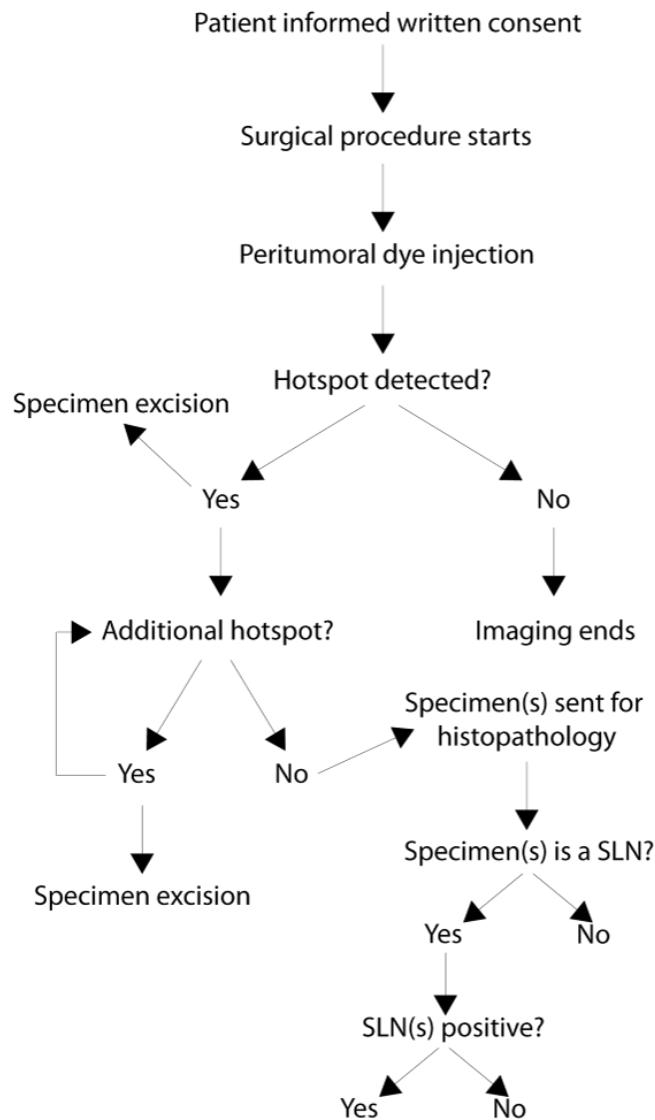 Patient informed written consent
Surgical procedure starts
Peritumoral dye injection
Hotspot detected?
Specimen excision
Yes
No
Additional hotspot?
Imaging ends
Specimen(s) sent for
histopathology
Yes
No
Specimen(s) is a SLN?
Specimen excision
Yes
No
SLN(s) positive?
Yes
No